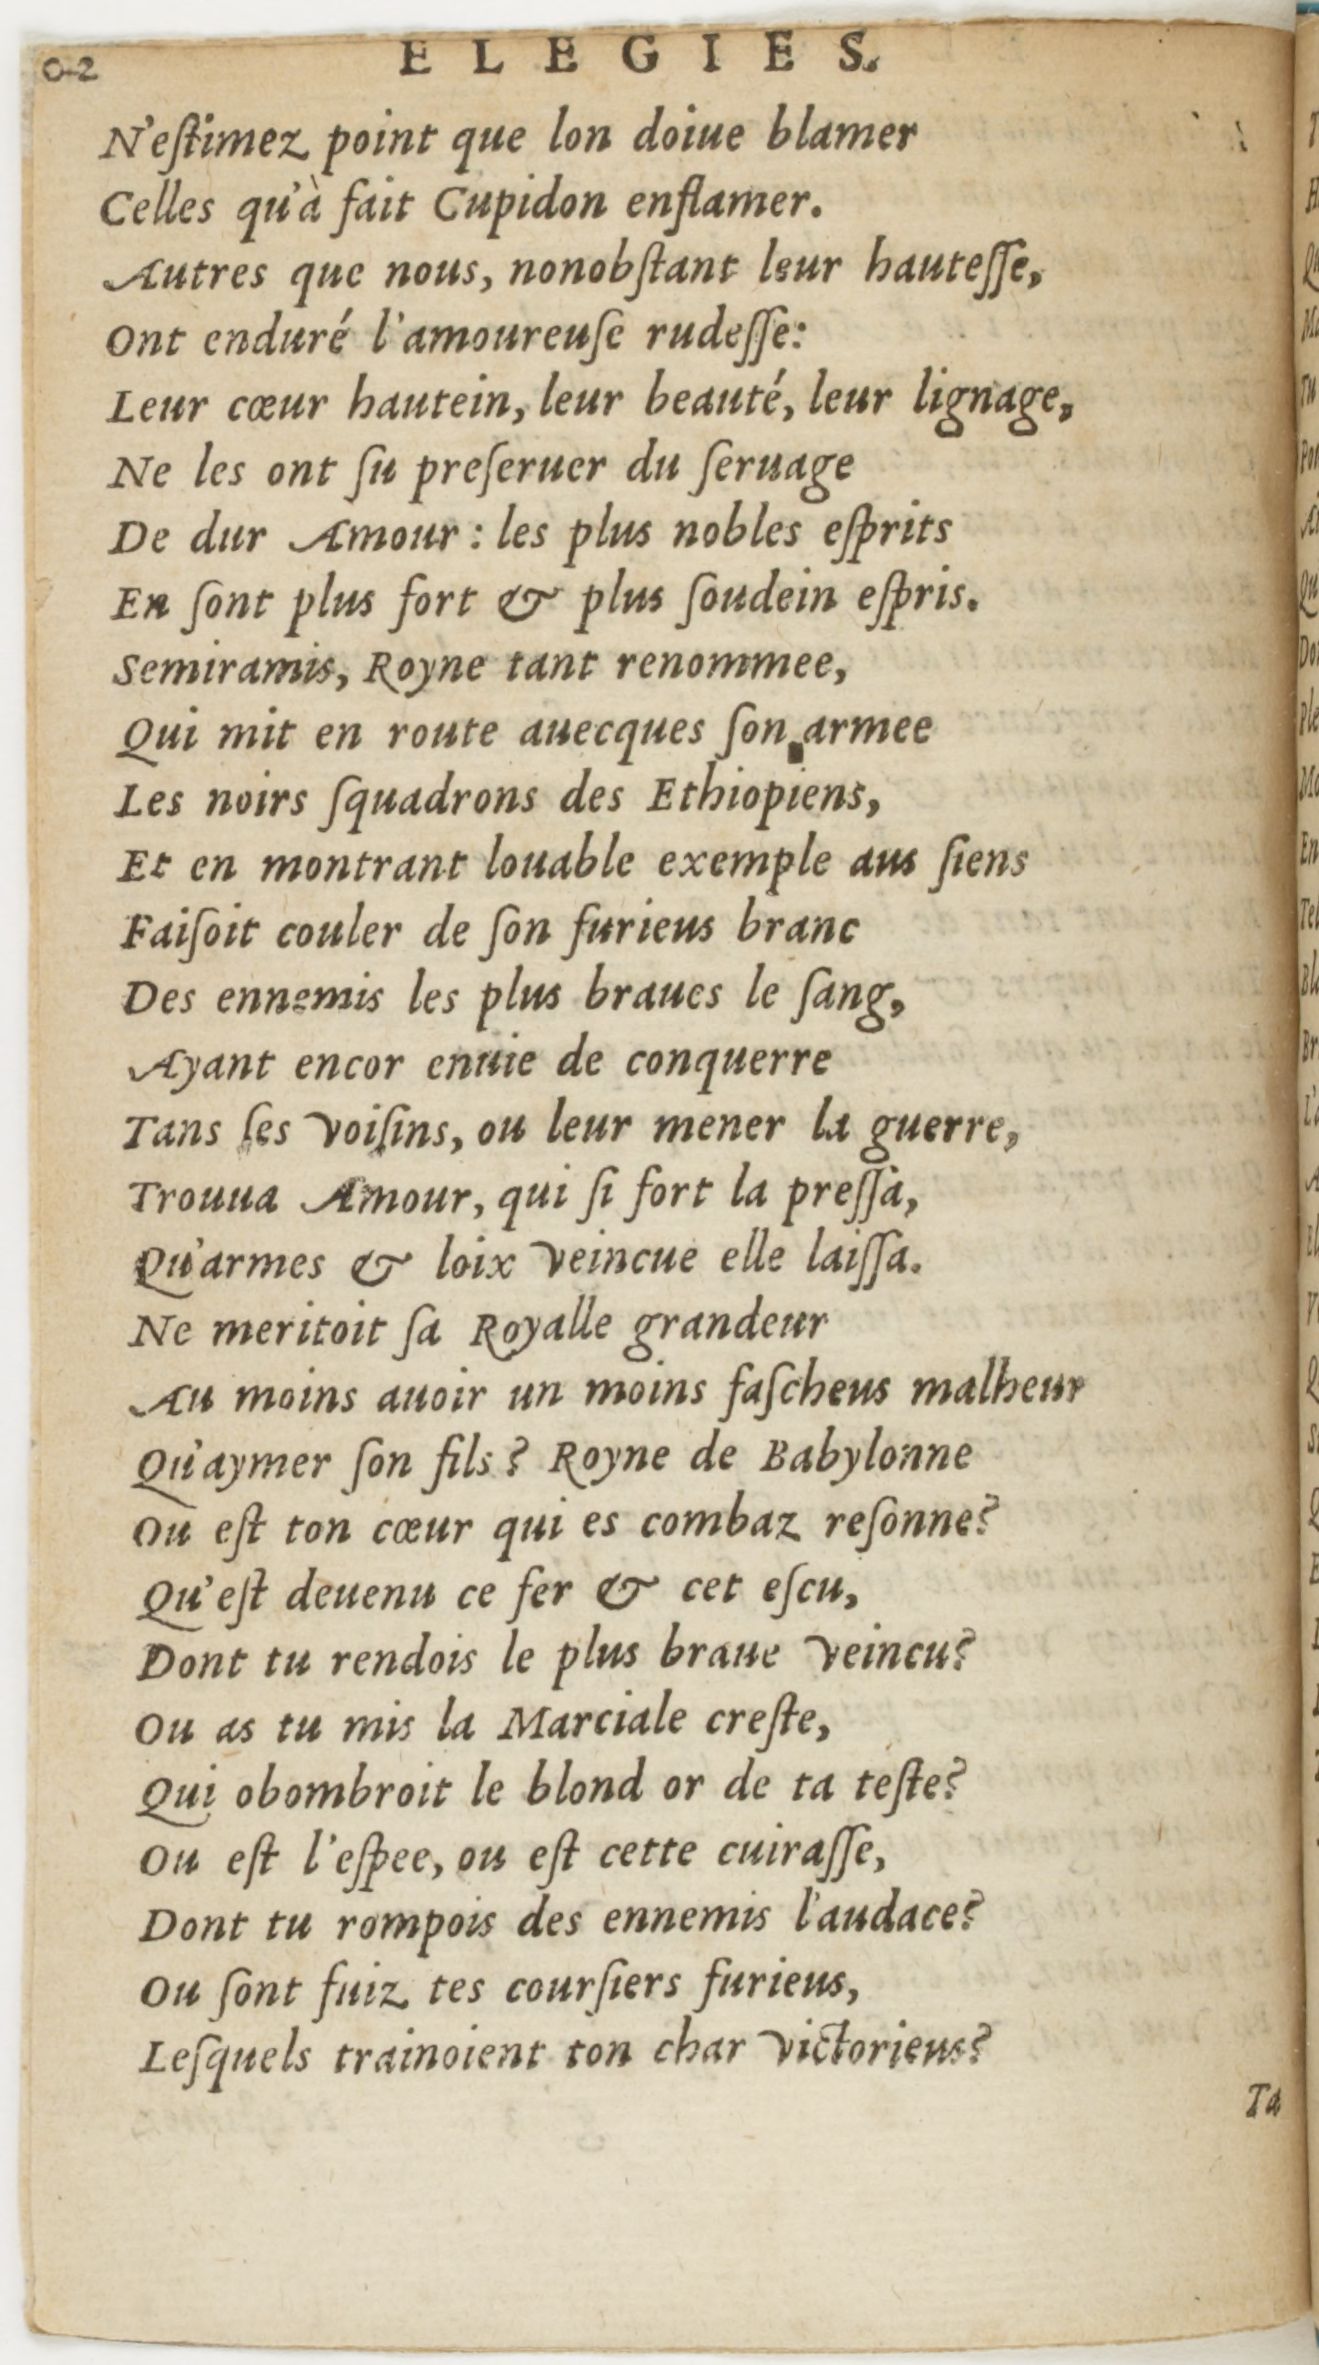 ELEGIES.
N'eſtimez point que lon doiue blamer
Celles qu'à fait Cupidon enflamer.
Autres que nous, nonobſtant leur hauteſſe,
Ont enduré l'amoureuſe rudeſſe:
Leur cœur hautein, leur beauté, leur lignage,
Ne les ont ſu preſeruer du ſeruage
De dur Amour: les plus nobles eſprits
En ſont plus fort & plus ſoudein eſpris.
Semiramis, Royne tant renommee,
Qui mit en route auecques ſon armee
Les noirs ſquadrons des Ethiopiens,
Et en montrant louable exemple aus ſiens
Faiſoit couler de ſon furieus branc
Des ennemis les plus braues le ſang,
Ayant encor enuie de conquerre
Tans ſes voiſins, ou leur mener la guerre,
Trouua Amour, qui ſi fort la preſſa,
Qu'armes & loix veincue elle laiſſa.
Ne meritoit ſa Royalle grandeur
Au moins auoir un moins faſcheus malheur
Qu'aymer ſon fils? Royne de Babylonne
Ou eſt ton cœur qui es combaz reſonne?
Qu'eſt deuenu ce fer & cet eſcu,
Dont tu rendois le plus braue veincu?
Ou as tu mis la Marciale creſte,
Qui obombroit le blond or de ta teſte?
Ou eſt l'eſpee, ou eſt cette cuiraſſe,
Dont tu rompois des ennemis l'audace?
Ou ſont fuiz tes courſiers furieus,
Leſquels trainoient ton char victorieus?
Ta